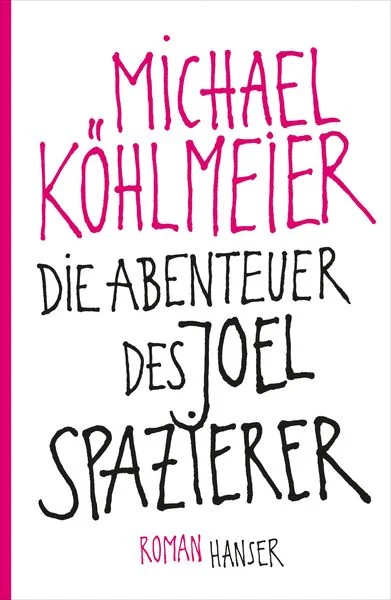 MICHAEL
KÖHLMEIER
DIE ABENTEUER
DES JOEL
SPAZIERER
ROMAN HANSER